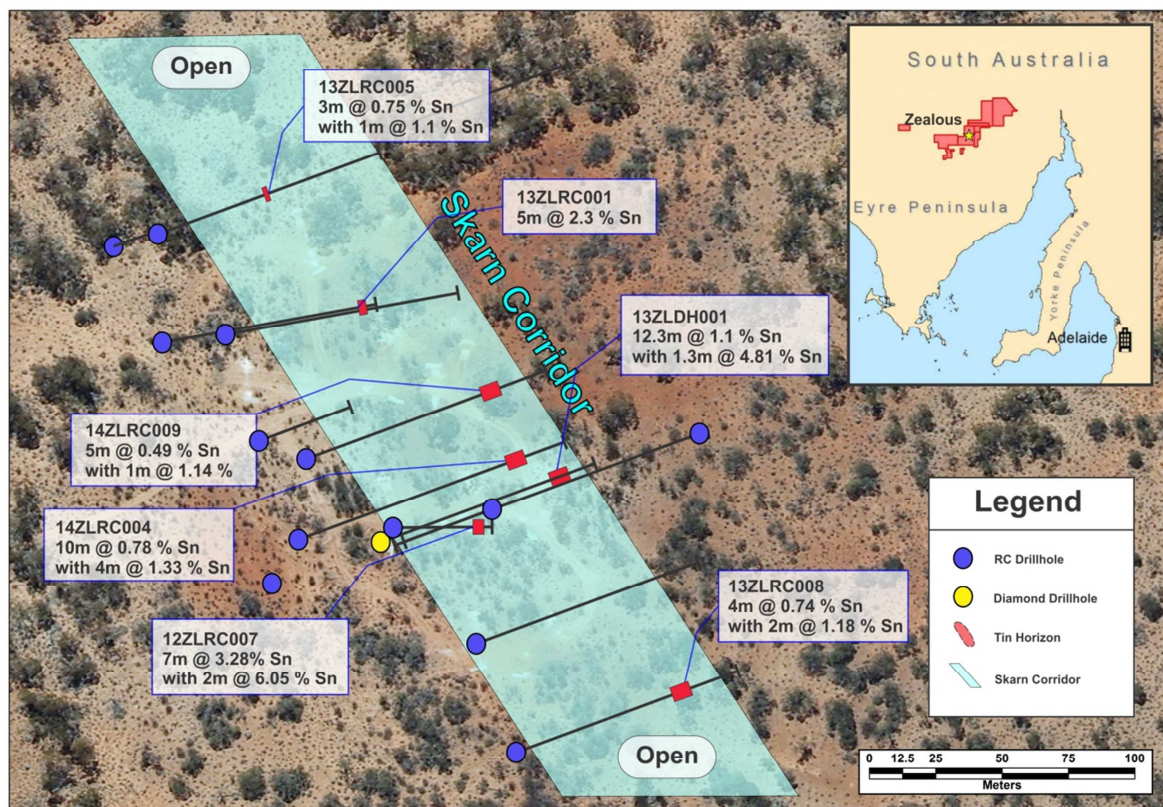 Open
13ZLRC005
3m @ 0.75 % Sn
with 1m @ 1.1 % Sn
13ZLRC001
5m @ 2.3 % Sn
Skarn Corridor
13ZLDH001
12.3m @ 1.1 % Sn
with 1.3m @ 4.81 % Sn
14ZLRC009
5m @ 0.49 % Sn
with 1m @ 1.14 %
14ZLRC004
10m @ 0.78 % Sn
with 4m @ 1.33 % Sn
12ZLRC007
7m @ 3.28% Sn
with 2m @ 6.05 % Sn
13ZLRC008
4m @ 0.74 % Sn
with 2m @ 1.18 % Sn
Open
South Australia
Zealous
Eyre Peninsula
Yorke Peninsula
Adelaide
Legend
RC Drillhole
Diamond Drillhole
Tin Horizon
Skarn Corridor
0 12.5 25 50 75 100
Meters